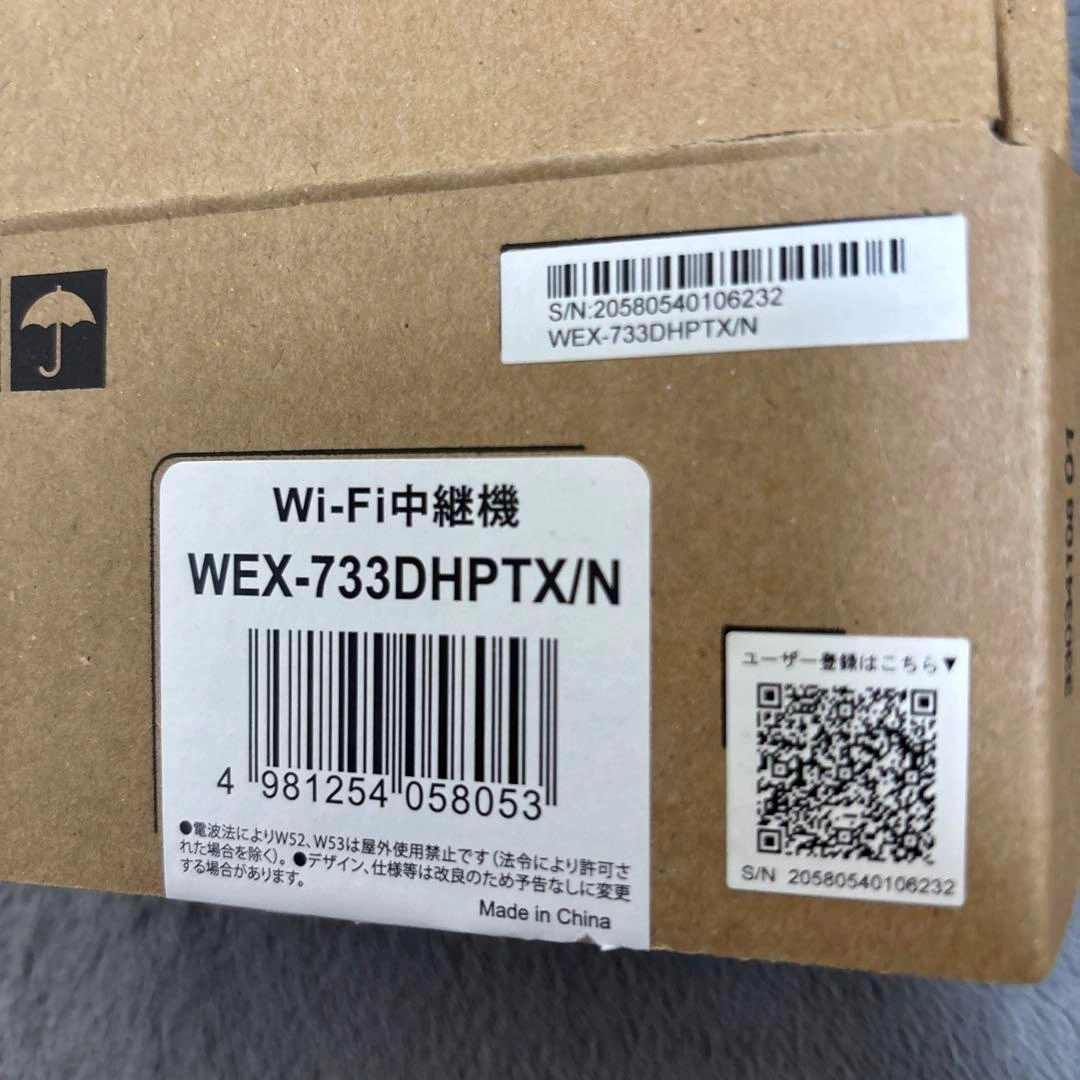 S/N:20580540106232
WEX-733DHPTX/N
Wi-Fi中継機
WEX-733DHPTX/N
4 981254 058053
●電波法によりW52、W53は屋外使用禁止です（法令により許可さ
れた場合を除く）。●デザイン、仕様等は改良のため予告なしに変更
する場合があります。
Made in China
ユーザー登録はこちら▼
S/N 20580540106232